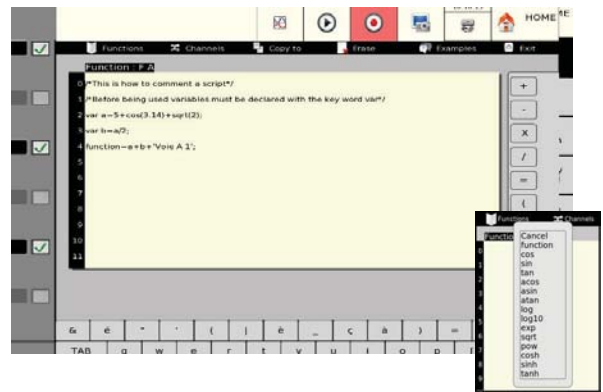 HOME
Functions Channels Copy to Erase Examples Exit
Function : F A
0 /*This is how to comment a script*/
1 /*Before being used variables must be declared with the key word var*/
2 var a=5+cos(3.14)+sqrt(2);
3 var b=a/2;
4 function=a+b+'Voie A 1';
5
6
7
8
9
10
11
+
-
X
/
=
(
& é " ' ( | è _ ç à ) =
TAB q w e r t y u i o p
Functions Channels
Functio
Cancel
function
cos
sin
tan
acos
asin
atan
log
log10
exp
sqrt
pow
cosh
sinh
tanh